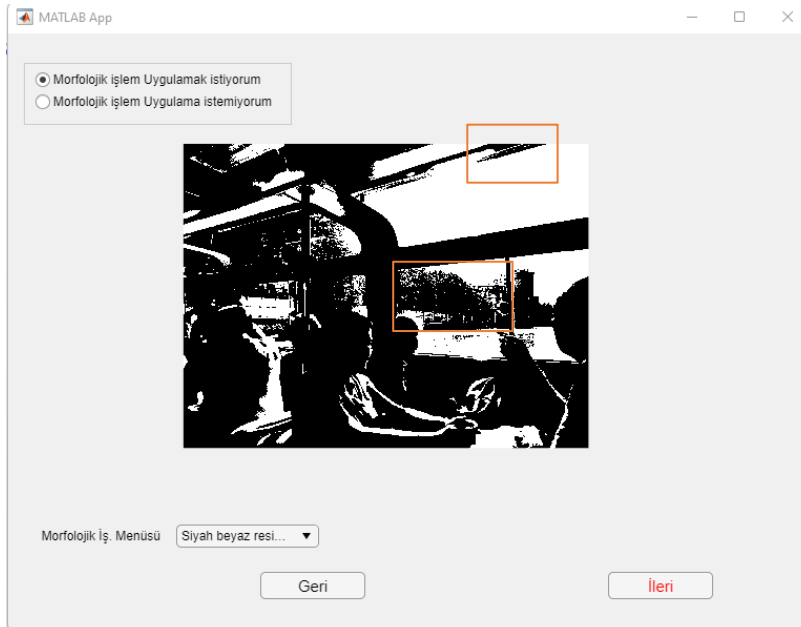 MATLAB App
Morfolojik işlem Uygulamak istiyorum
Morfolojik işlem Uygulama istemiyorum
Morfolojik İş. Menüsü Siyah beyaz resi...
Geri İleri